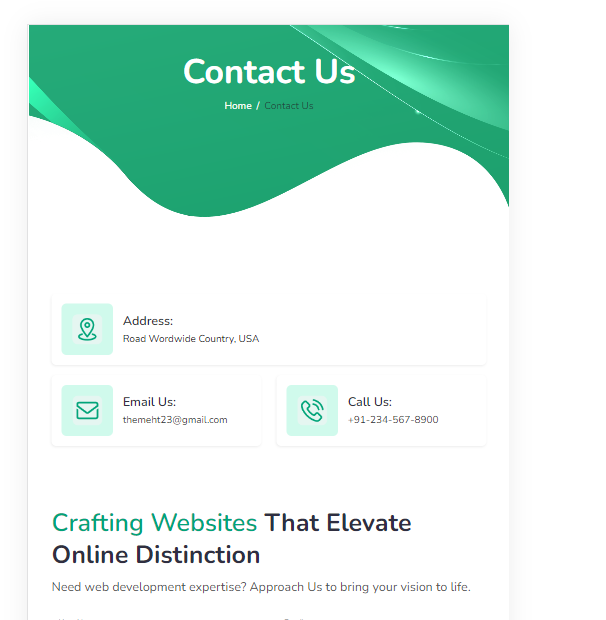 Contact Us
Home / Contact Us
Address:
Road Wordwide Country, USA
Email Us:
themeht23@gmail.com
Call Us:
+91-234-567-8900
Crafting Websites That Elevate
Online Distinction
Need web development expertise? Approach Us to bring your vision to life.